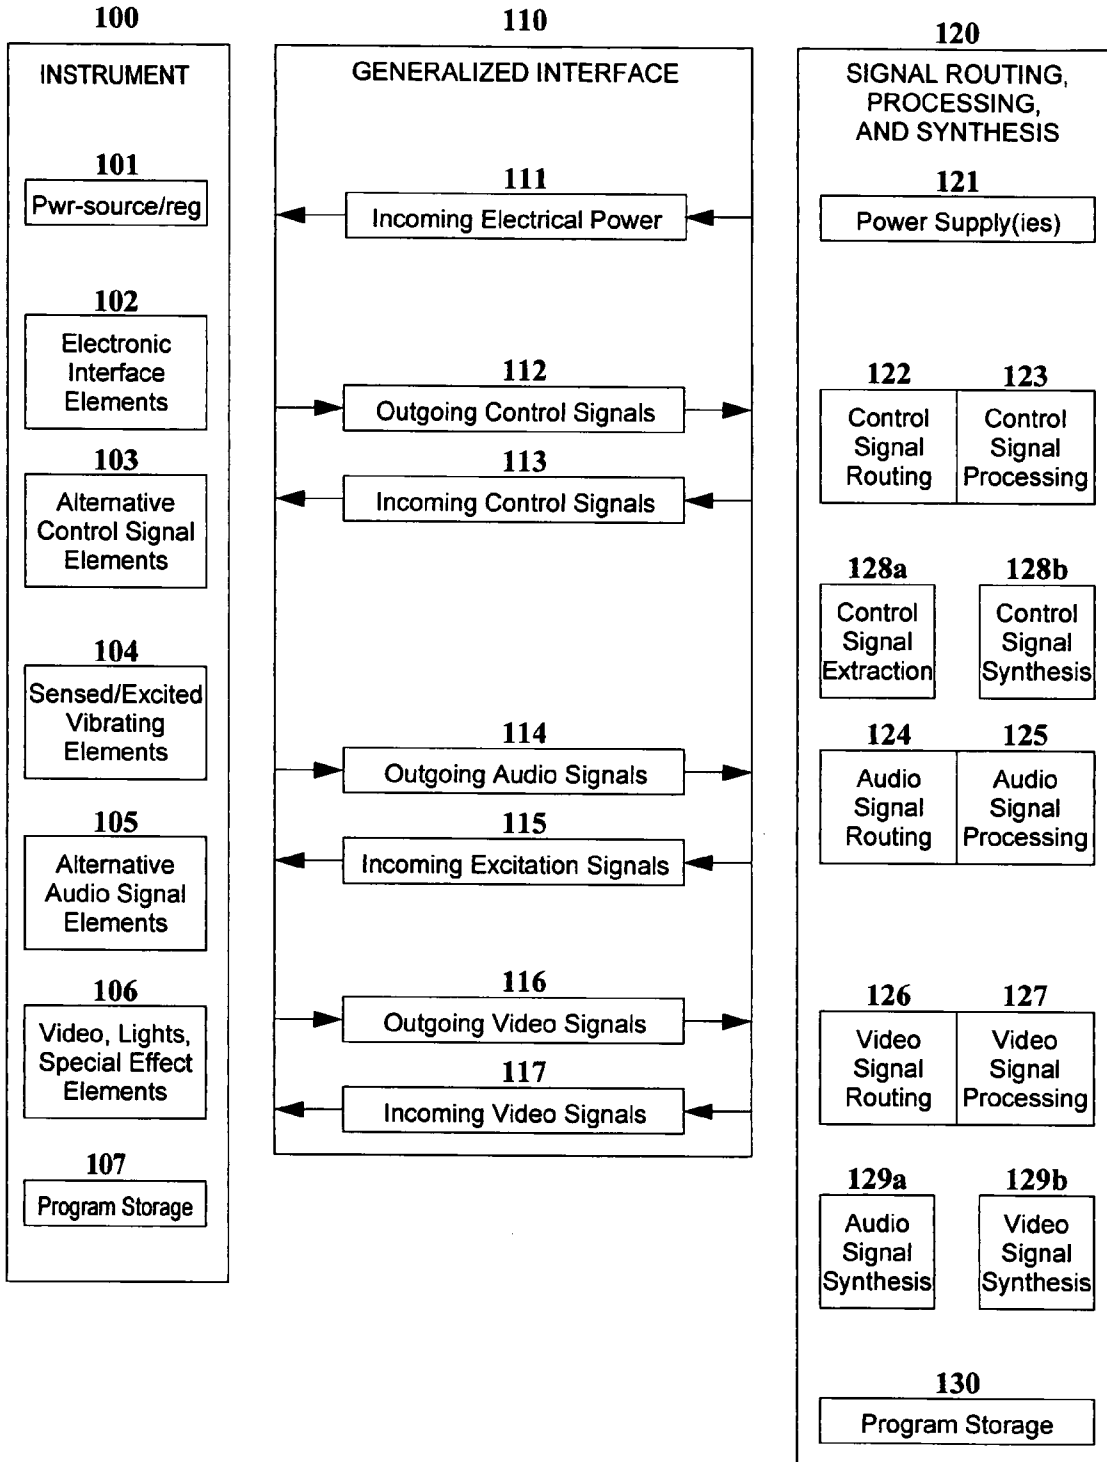 100
INSTRUMENT
101
Pwr-source/reg
102
Electronic
Interface
Elements
103
Alternative
Control Signal
Elements
104
Sensed/Excited
Vibrating
Elements
105
Alternative
Audio Signal
Elements
106
Video, Lights,
Special Effect
Elements
107
Program Storage
110
GENERALIZED INTERFACE
111
Incoming Electrical Power
112
Outgoing Control Signals
113
Incoming Control Signals
114
Outgoing Audio Signals
115
Incoming Excitation Signals
116
Outgoing Video Signals
117
Incoming Video Signals
120
SIGNAL ROUTING,
PROCESSING,
AND SYNTHESIS
121
Power Supply(ies)
122
Control
Signal
Routing
123
Control
Signal
Processing
128a
Control
Signal
Extraction
128b
Control
Signal
Synthesis
124
Audio
Signal
Routing
125
Audio
Signal
Processing
126
Video
Signal
Routing
127
Video
Signal
Processing
129a
Audio
Signal
Synthesis
129b
Video
Signal
Synthesis
130
Program Storage